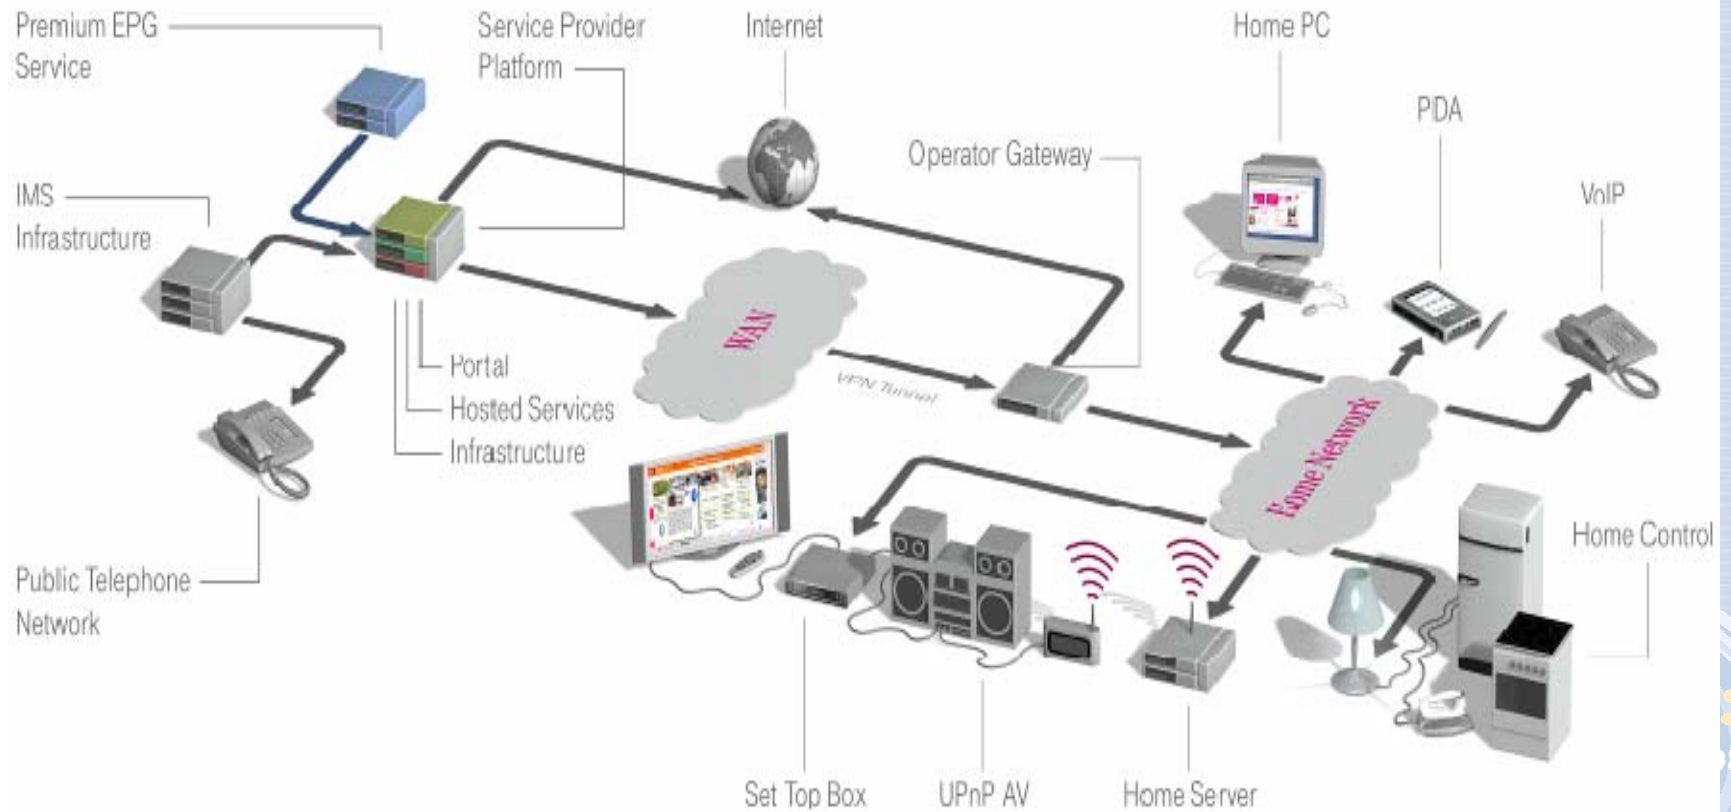 Premium EPG
Service
Service Provider
Platform
Internet
Home PC
PDA
Operator Gateway
VoIP
IMS
Infrastructure
WAN
VPN Tunnel
Portal
Hosted Services
Infrastructure
Home Network
Home Control
Public Telephone
Network
Set Top Box
UPnP AV
Home Server